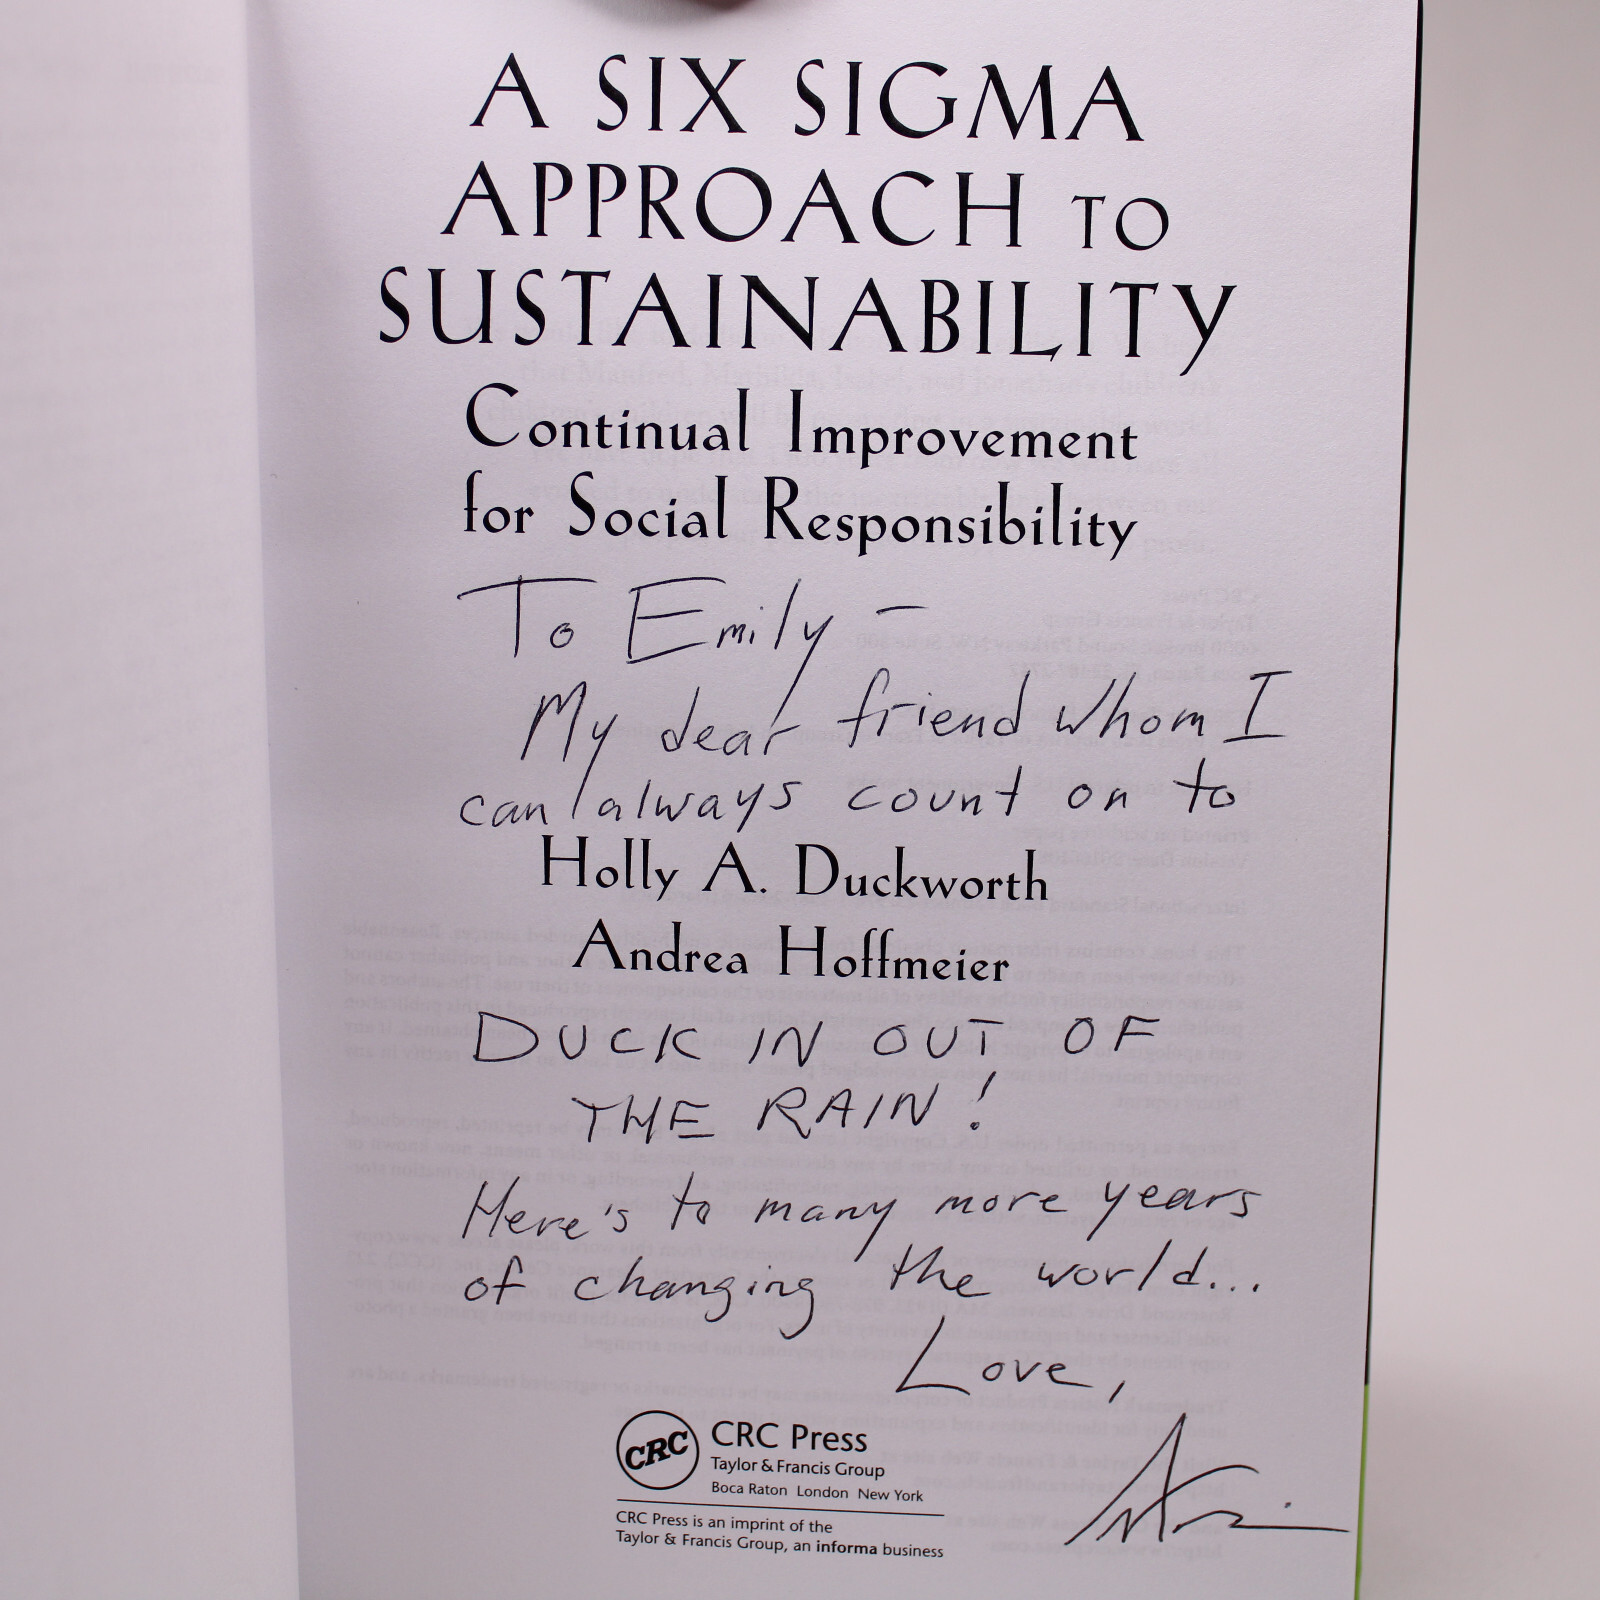 A SIX SIGMA
APPROACH TO
SUSTAINABILITY
Continual Improvement
for Social Responsibility
To Emily –
My dear friend whom I
can always count on to
Holly A. Duckworth
Andrea Hoffmeier
DUCK IN OUT OF
THE RAIN!
Here's to many more years
of changing the world...
Love,
CRC
CRC Press
Taylor & Francis Group
Boca Raton London New York
CRC Press is an imprint of the
Taylor & Francis Group, an informa business